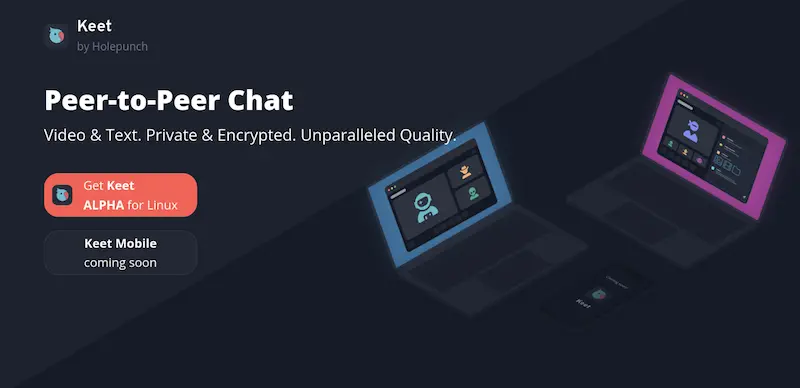 Keet
by Holepunch
Peer-to-Peer Chat
Video & Text. Private & Encrypted. Unparalleled Quality.
Get Keet
ALPHA for Linux
Keet Mobile
coming soon
Keet